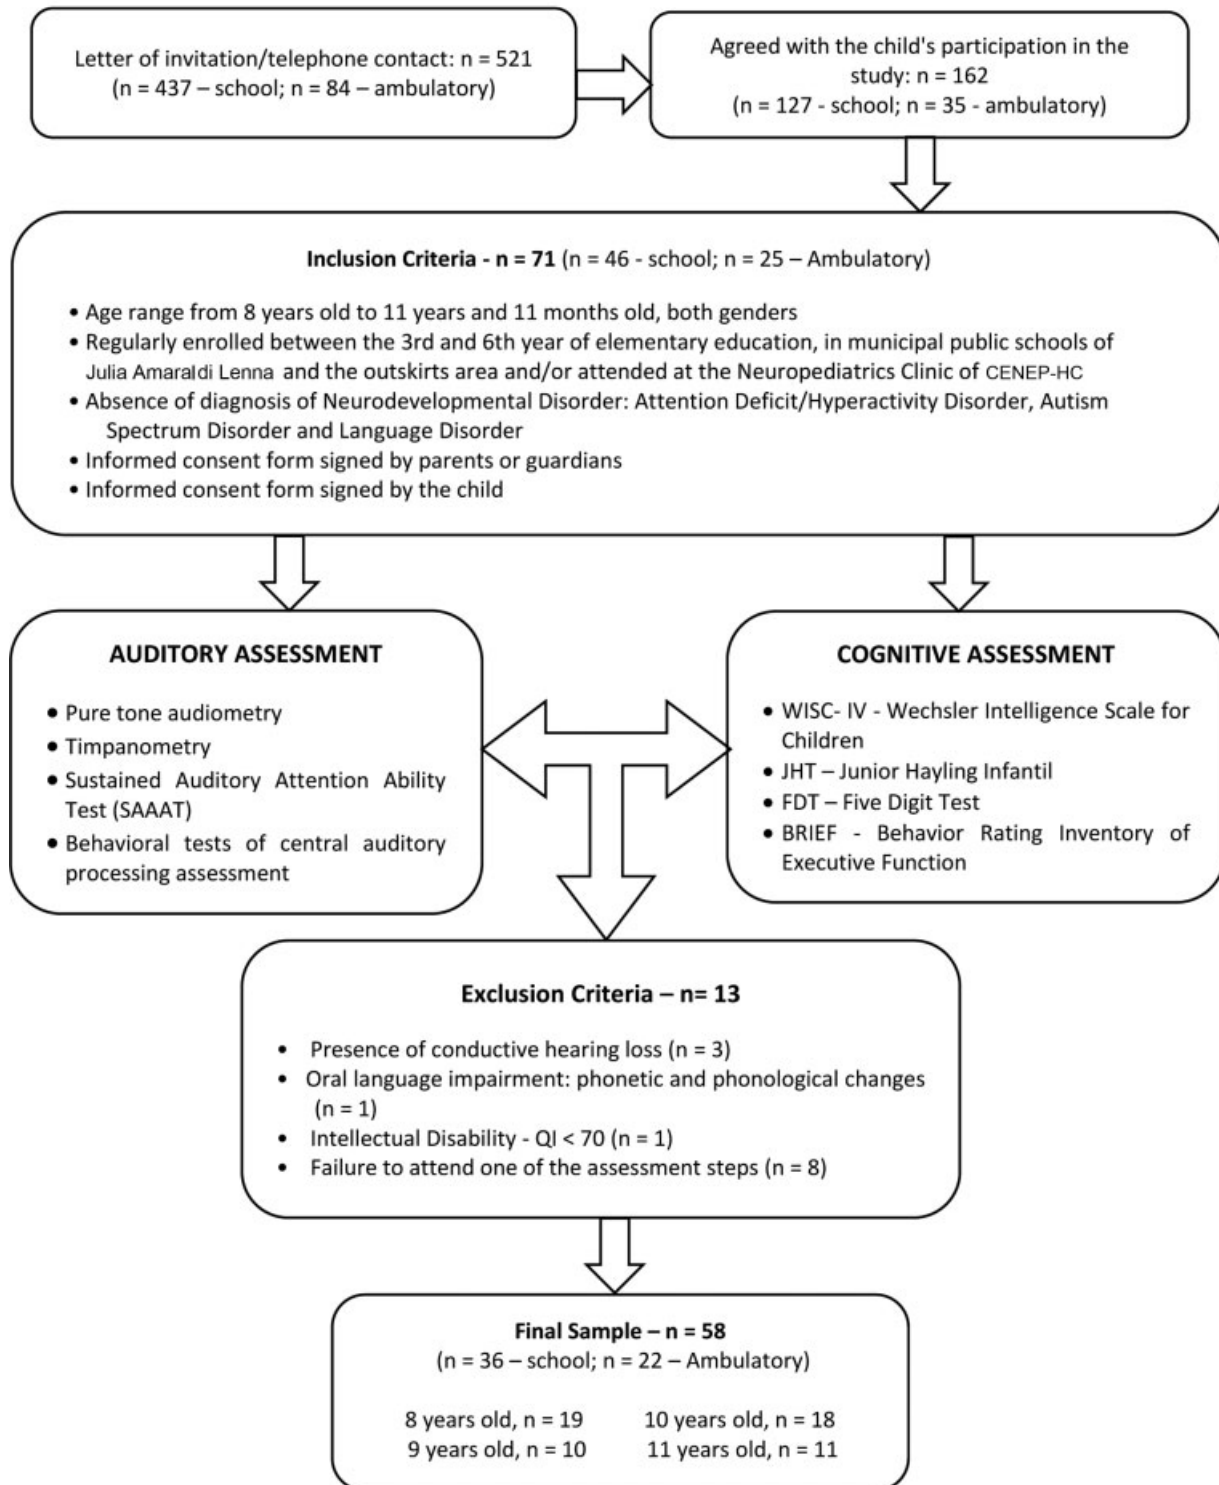 Letter of invitation/telephone contact: n = 521
(n = 437 – school; n = 84 – ambulatory)
Agreed with the child's participation in the
study: n = 162
(n = 127 - school; n = 35 - ambulatory)
Inclusion Criteria - n = 71 (n = 46 - school; n = 25 – Ambulatory)
• Age range from 8 years old to 11 years and 11 months old, both genders
• Regularly enrolled between the 3rd and 6th year of elementary education, in municipal public schools of
Julia Amaraldi Lenna and the outskirts area and/or attended at the Neuropediatrics Clinic of CENEP-HC
• Absence of diagnosis of Neurodevelopmental Disorder: Attention Deficit/Hyperactivity Disorder, Autism
Spectrum Disorder and Language Disorder
• Informed consent form signed by parents or guardians
• Informed consent form signed by the child
AUDITORY ASSESSMENT
• Pure tone audiometry
• Timpanometry
• Sustained Auditory Attention Ability
Test (SAAAT)
• Behavioral tests of central auditory
processing assessment
COGNITIVE ASSESSMENT
• WISC- IV - Wechsler Intelligence Scale for
Children
• JHT – Junior Hayling Infantil
• FDT – Five Digit Test
• BRIEF - Behavior Rating Inventory of
Executive Function
Exclusion Criteria – n= 13
• Presence of conductive hearing loss (n = 3)
• Oral language impairment: phonetic and phonological changes
(n = 1)
• Intellectual Disability - QI < 70 (n = 1)
• Failure to attend one of the assessment steps (n = 8)
Final Sample – n = 58
(n = 36 – school; n = 22 – Ambulatory)
8 years old, n = 19 10 years old, n = 18
9 years old, n = 10 11 years old, n = 11